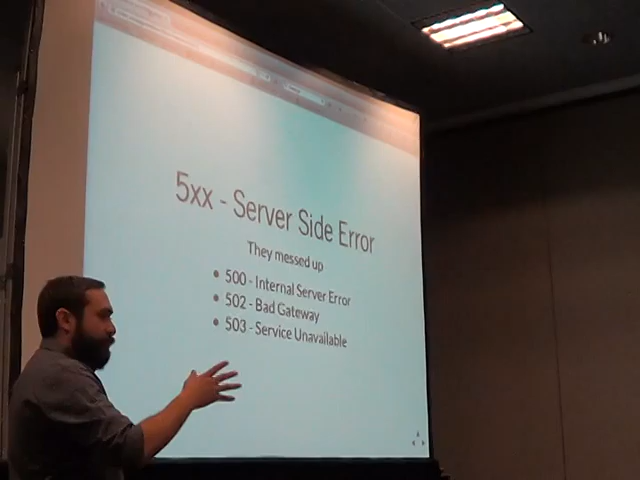 5xx - Server Side Error
They messed up
500 - Internal Server Error
502 - Bad Gateway
503 - Service Unavailable